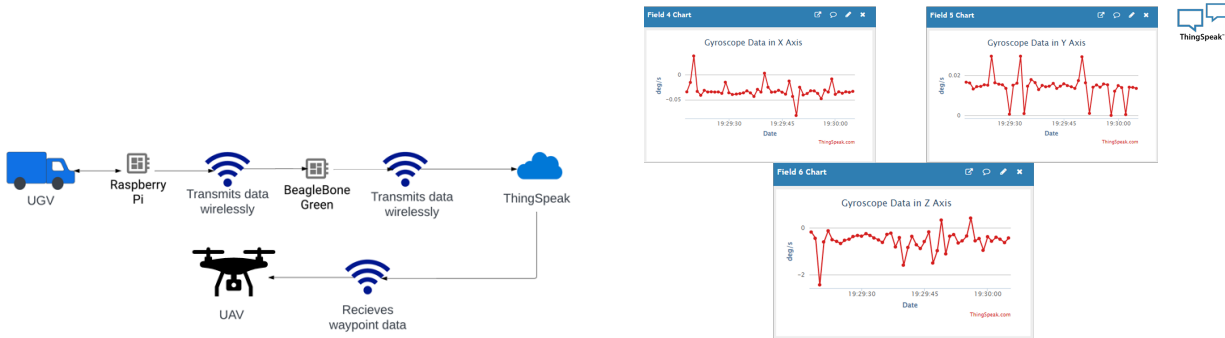 UGV
Raspberry
Pi
Transmits data
wirelessly
BeagleBone
Green
Transmits data
wirelessly
ThingSpeak
UAV
Recieves
waypoint data
Field 4 Chart
Gyroscope Data in X Axis
deg/s
0
-0.05
19:29:30
19:29:45
19:30:00
Date
ThingSpeak.com
Field 5 Chart
Gyroscope Data in Y Axis
deg/s
0.02
0
19:29:30
19:29:45
19:30:00
Date
ThingSpeak.com
ThingSpeak™
Field 6 Chart
Gyroscope Data in Z Axis
deg/s
0
-2
19:29:30
19:29:45
19:30:00
Date
ThingSpeak.com